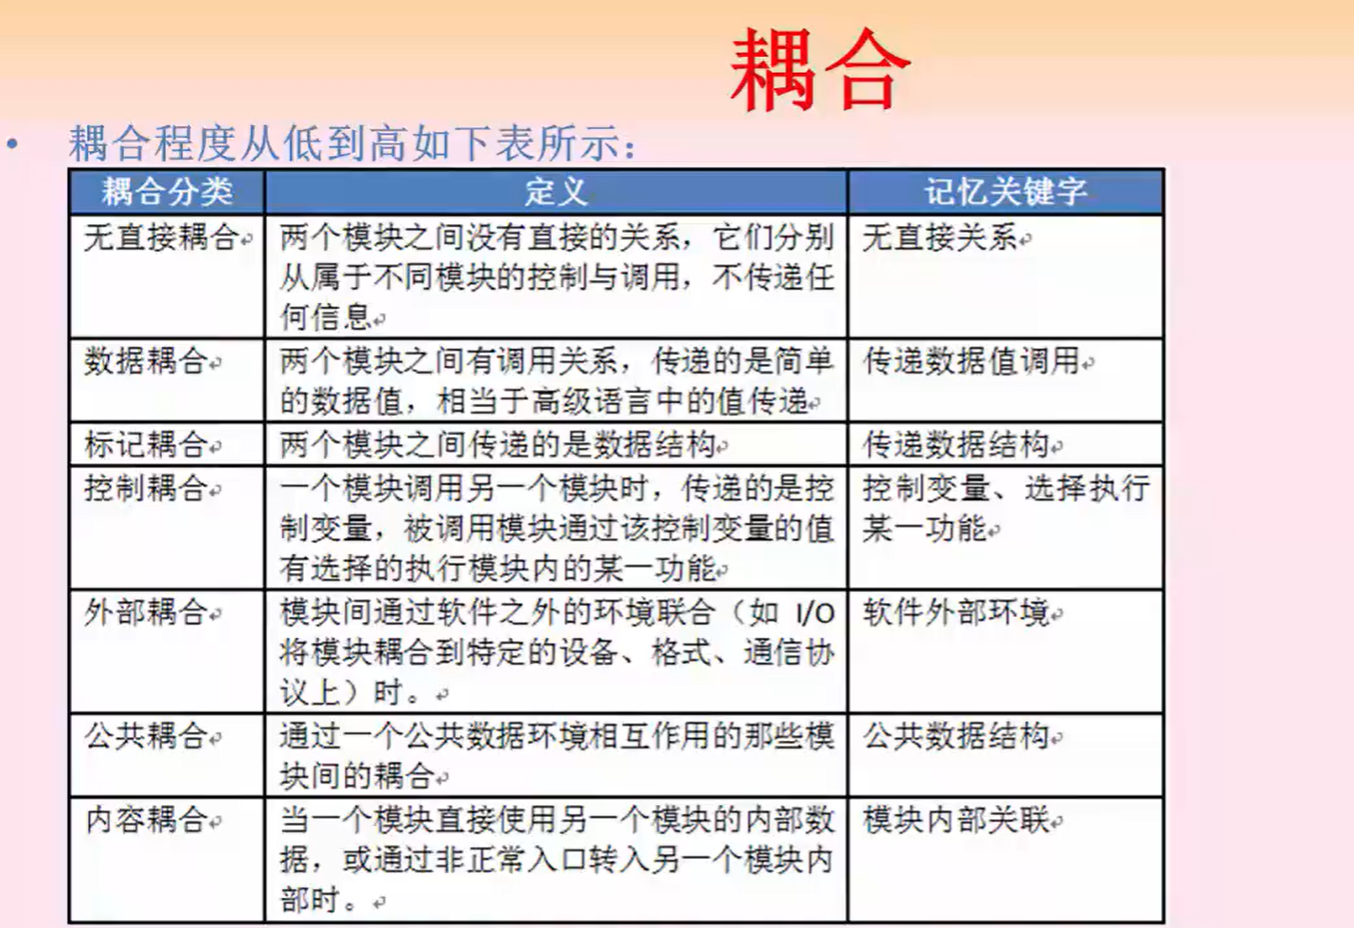 耦合
• 耦合程度从低到高如下表所示：
耦合分类 定义 记忆关键字
无直接耦合 两个模块之间没有直接的关系，它们分别 无直接关系
从属于不同模块的控制与调用，不传递任
何信息
数据耦合 两个模块之间有调用关系，传递的是简单 传递数据值调用
的数据值，相当于高级语言中的值传递
标记耦合 两个模块之间传递的是数据结构 传递数据结构
控制耦合 一个模块调用另一个模块时，传递的是控 控制变量、选择执行
制变量，被调用模块通过该控制变量的值 某一功能
有选择的执行模块内的某一功能
外部耦合 模块间通过软件之外的环境联合（如 I/O 软件外部环境
将模块耦合到特定的设备、格式、通信协
议上）时。
公共耦合 通过一个公共数据环境相互作用的那些模 公共数据结构
块间的耦合
内容耦合 当一个模块直接使用另一个模块的内部数 模块内部关联
据，或通过非正常入口转入另一个模块内
部时。